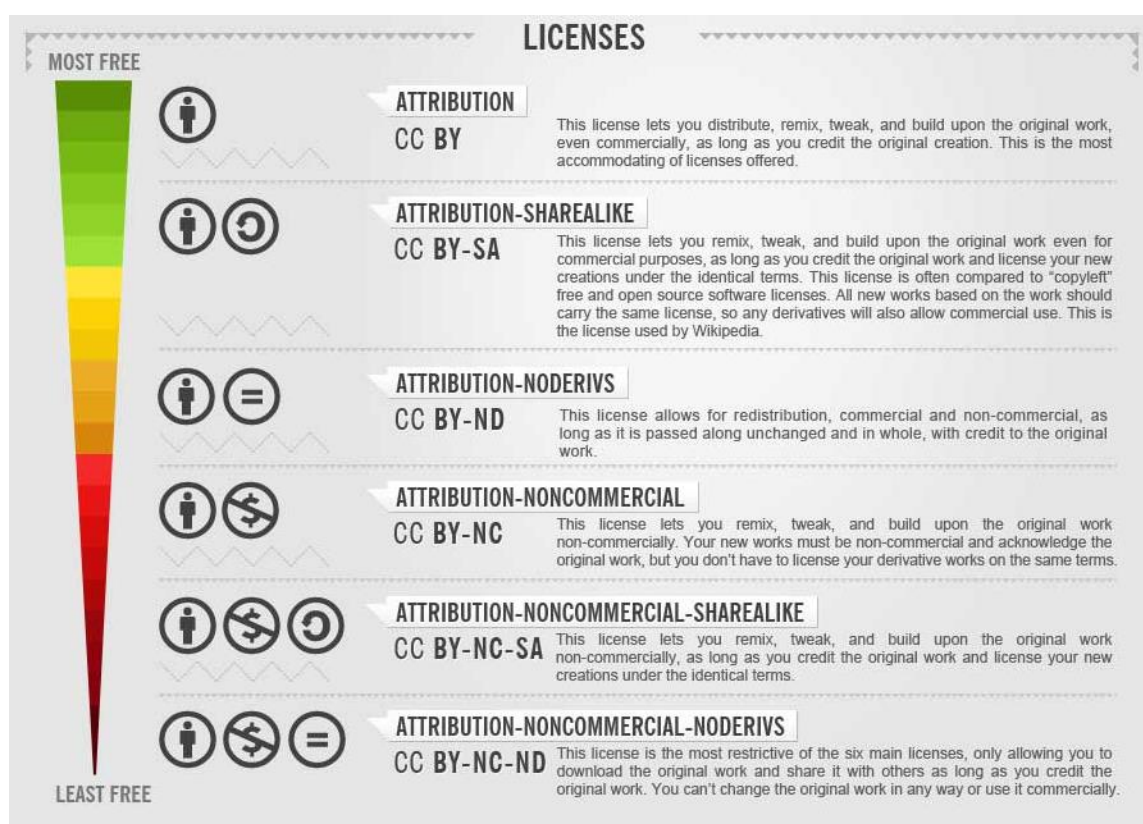 LICENSES
MOST FREE
ATTRIBUTION
CC BY
This license lets you distribute, remix, tweak, and build upon the original work,
even commercially, as long as you credit the original creation. This is the most
accommodating of licenses offered.
ATTRIBUTION-SHAREALIKE
CC BY-SA
This license lets you remix, tweak, and build upon the original work even for
commercial purposes, as long as you credit the original work and license your new
creations under the identical terms. This license is often compared to “copyleft”
free and open source software licenses. All new works based on the work should
carry the same license, so any derivatives will also allow commercial use. This is
the license used by Wikipedia.
ATTRIBUTION-NODERIVS
CC BY-ND
This license allows for redistribution, commercial and non-commercial, as
long as it is passed along unchanged and in whole, with credit to the original
work.
ATTRIBUTION-NONCOMMERCIAL
CC BY-NC
This license lets you remix, tweak, and build upon the original work
non-commercially. Your new works must be non-commercial and acknowledge the
original work, but you don't have to license your derivative works on the same terms.
ATTRIBUTION-NONCOMMERCIAL-SHAREALIKE
CC BY-NC-SA
This license lets you remix, tweak, and build upon the original work
non-commercially, as long as you credit the original work and license your new
creations under the identical terms.
ATTRIBUTION-NONCOMMERCIAL-NODERIVS
CC BY-NC-ND
This license is the most restrictive of the six main licenses, only allowing you to
download the original work and share it with others as long as you credit the
original work. You can't change the original work in any way or use it commercially.
LEAST FREE